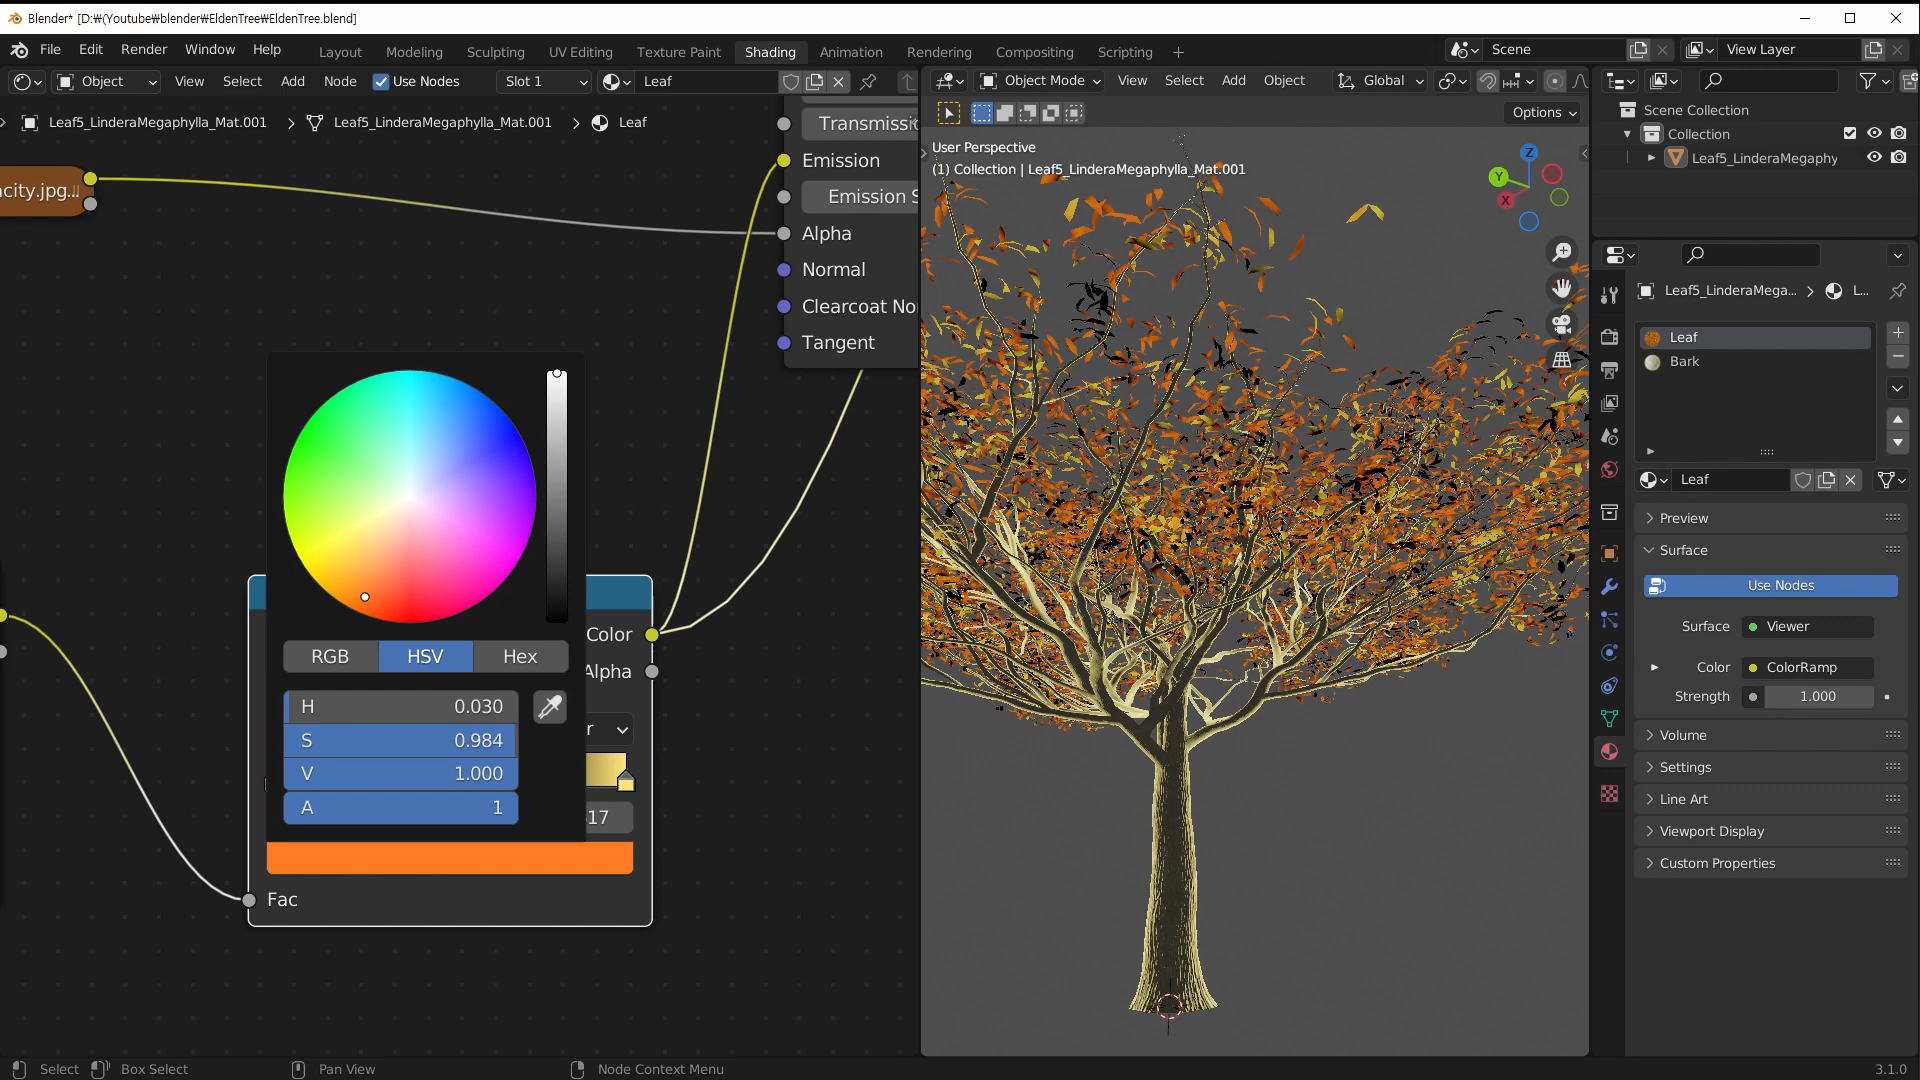 Blender* [D:₩(Youtube₩blender₩EldenTree₩EldenTree.blend]
File Edit Render Window Help
Layout Modeling Sculpting UV Editing Texture Paint Shading Animation Rendering Compositing Scripting
Scene
View Layer
Object View Select Add Node Use Nodes Slot 1 Leaf
Object Mode View Select Add Object Global
Options
Leaf5_LinderaMegaphylla_Mat.001 Leaf5_LinderaMegaphylla_Mat.001 Leaf
Emission
Emission S
Alpha
Normal
Clearcoat No
Tangent
RGB HSV Hex
H 0.030
S 0.984
V 1.000
A 1
Color
Alpha
Fac
User Perspective
(1) Collection | Leaf5_LinderaMegaphylla_Mat.001
Z
Y
X
Scene Collection
Collection
Leaf5_LinderaMegaphy
Leaf5_LinderaMega... L...
Leaf
Bark
Leaf
Preview
Surface
Use Nodes
Surface Viewer
Color ColorRamp
Strength 1.000
Volume
Settings
Line Art
Viewport Display
Custom Properties
Select Box Select Pan View Node Context Menu
3.1.0